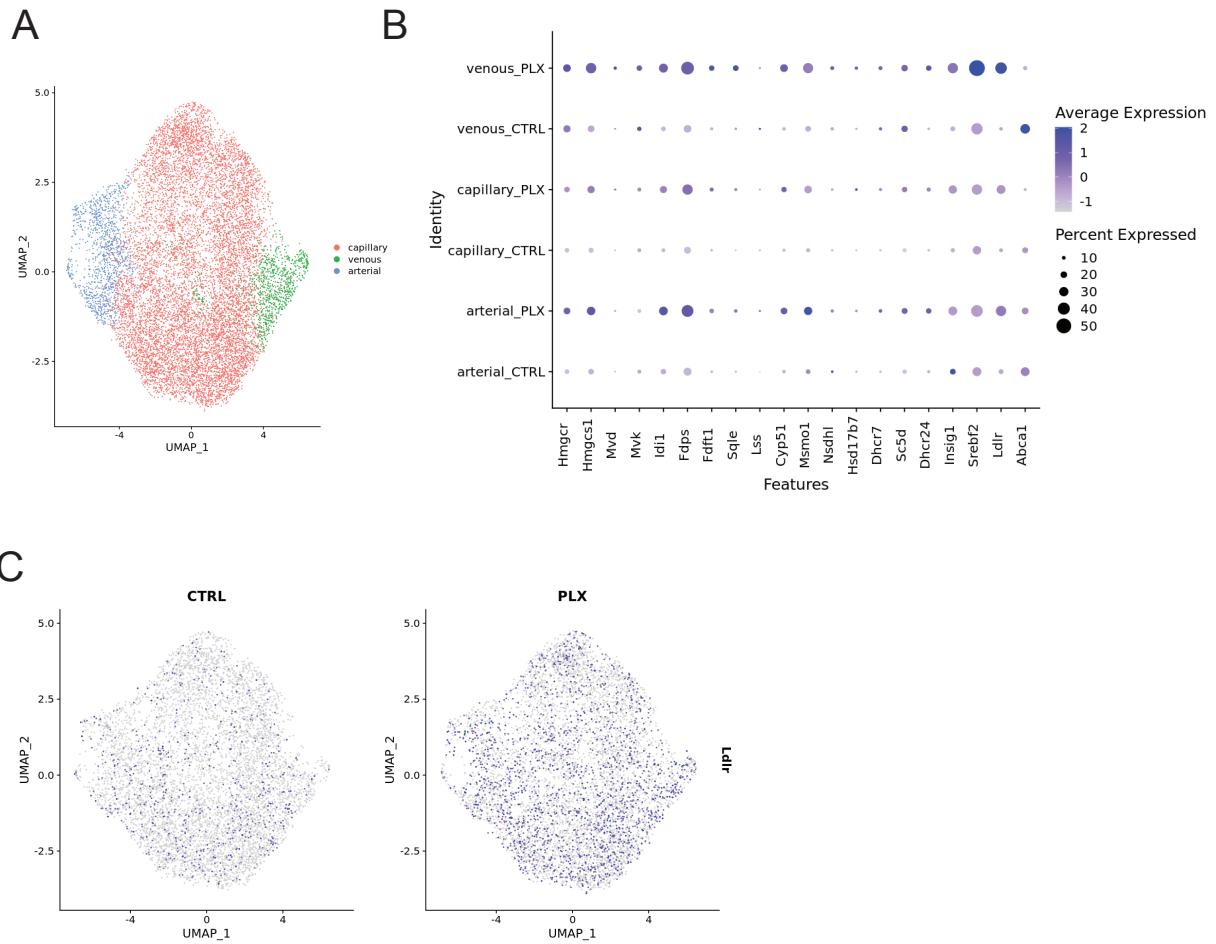 A
5.0
2.5
0.0
-2.5
UMAP_2
-4
0
4
UMAP_1
capillary
venous
arterial
B
Identity
venous_PLX
venous_CTRL
capillary_PLX
capillary_CTRL
arterial_PLX
arterial_CTRL
Hmgcr
Hmgcs1
Mvd
Mvk
Idi1
Fdps
Fdft1
Sqle
Lss
Cyp51
Msmo1
Nsdhl
Hsd17b7
Dhcr7
Sc5d
Dhcr24
Insig1
Srebf2
Ldlr
Abca1
Features
Average Expression
2
1
0
-1
Percent Expressed
10
20
30
40
50
C
CTRL
5.0
2.5
0.0
-2.5
UMAP_2
-4
0
4
UMAP_1
PLX
5.0
2.5
0.0
-2.5
UMAP_2
-4
0
4
UMAP_1
Ldlr